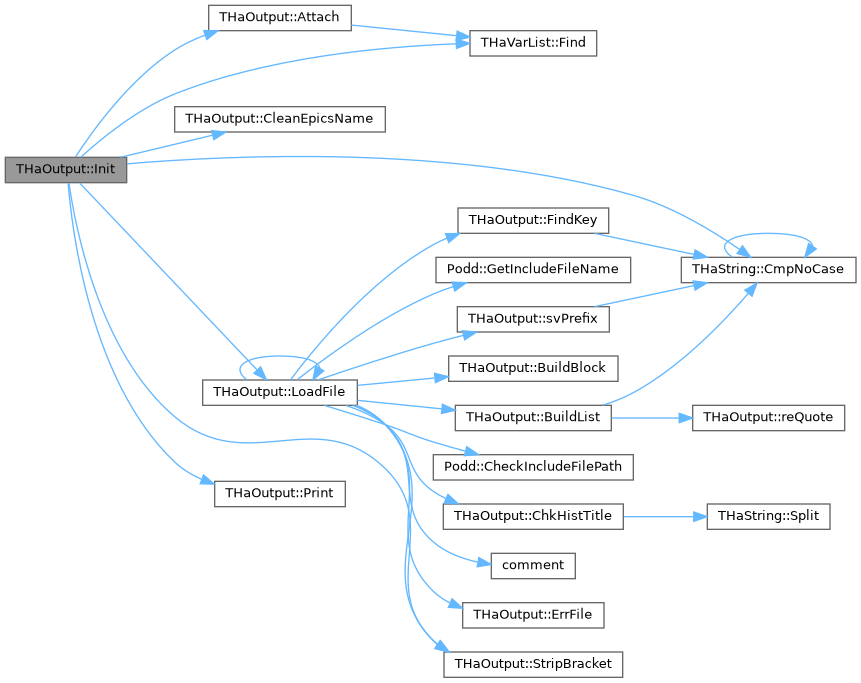 THaOutput::Attach
THaVarList::Find
THaOutput::CleanEpicsName
THaOutput::Init
THaOutput::FindKey
Podd::GetIncludeFileName
THaString::CmpNoCase
THaOutput::svPrefix
THaOutput::BuildBlock
THaOutput::LoadFile
THaOutput::BuildList
THaOutput::reQuote
Podd::CheckIncludeFilePath
THaOutput::Print
THaOutput::ChkHistTitle
THaString::Split
comment
THaOutput::ErrFile
THaOutput::StripBracket